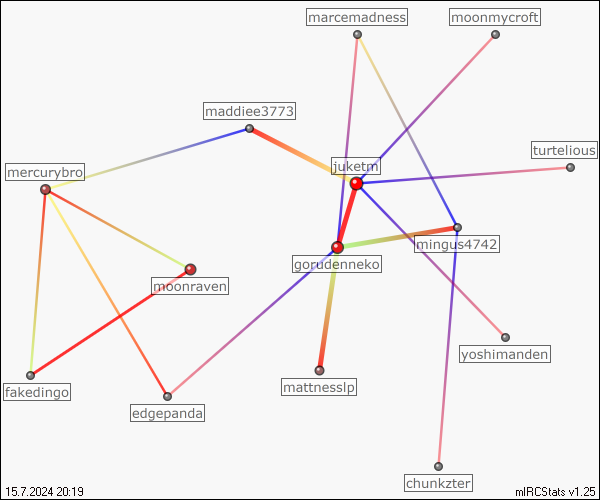 marcemadness
moonmycroft
maddiee3773
turtelious
juketm
mercurybro
mingus4742
gorudenneko
moonraven
yoshimanden
fakedingo
mattnesslp
edgepanda
chunkzter
15.7.2024 20:19
mIRCStats v1.25